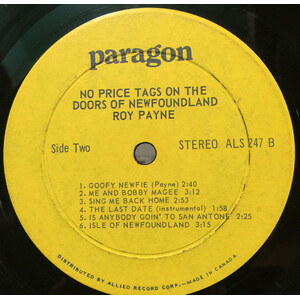 paragon
NO PRICE TAGS ON THE
DOORS OF NEWFOUNDLAND
ROY PAYNE
Side Two
STEREO ALS 247 B
1. GOOFY NEWFIE (Payne) 2:40
2. ME AND BOBBY MAGEE 3:12
3. SING ME BACK HOME 2:53
4. THE LAST DATE (instrumental) 1:58
5. IS ANYBODY GOIN' TO SAN ANTONE 2:25
6. ISLE OF NEWFOUNDLAND 3:15
DISTRIBUTED BY ALLIED RECORD CORP.—MADE IN CANADA